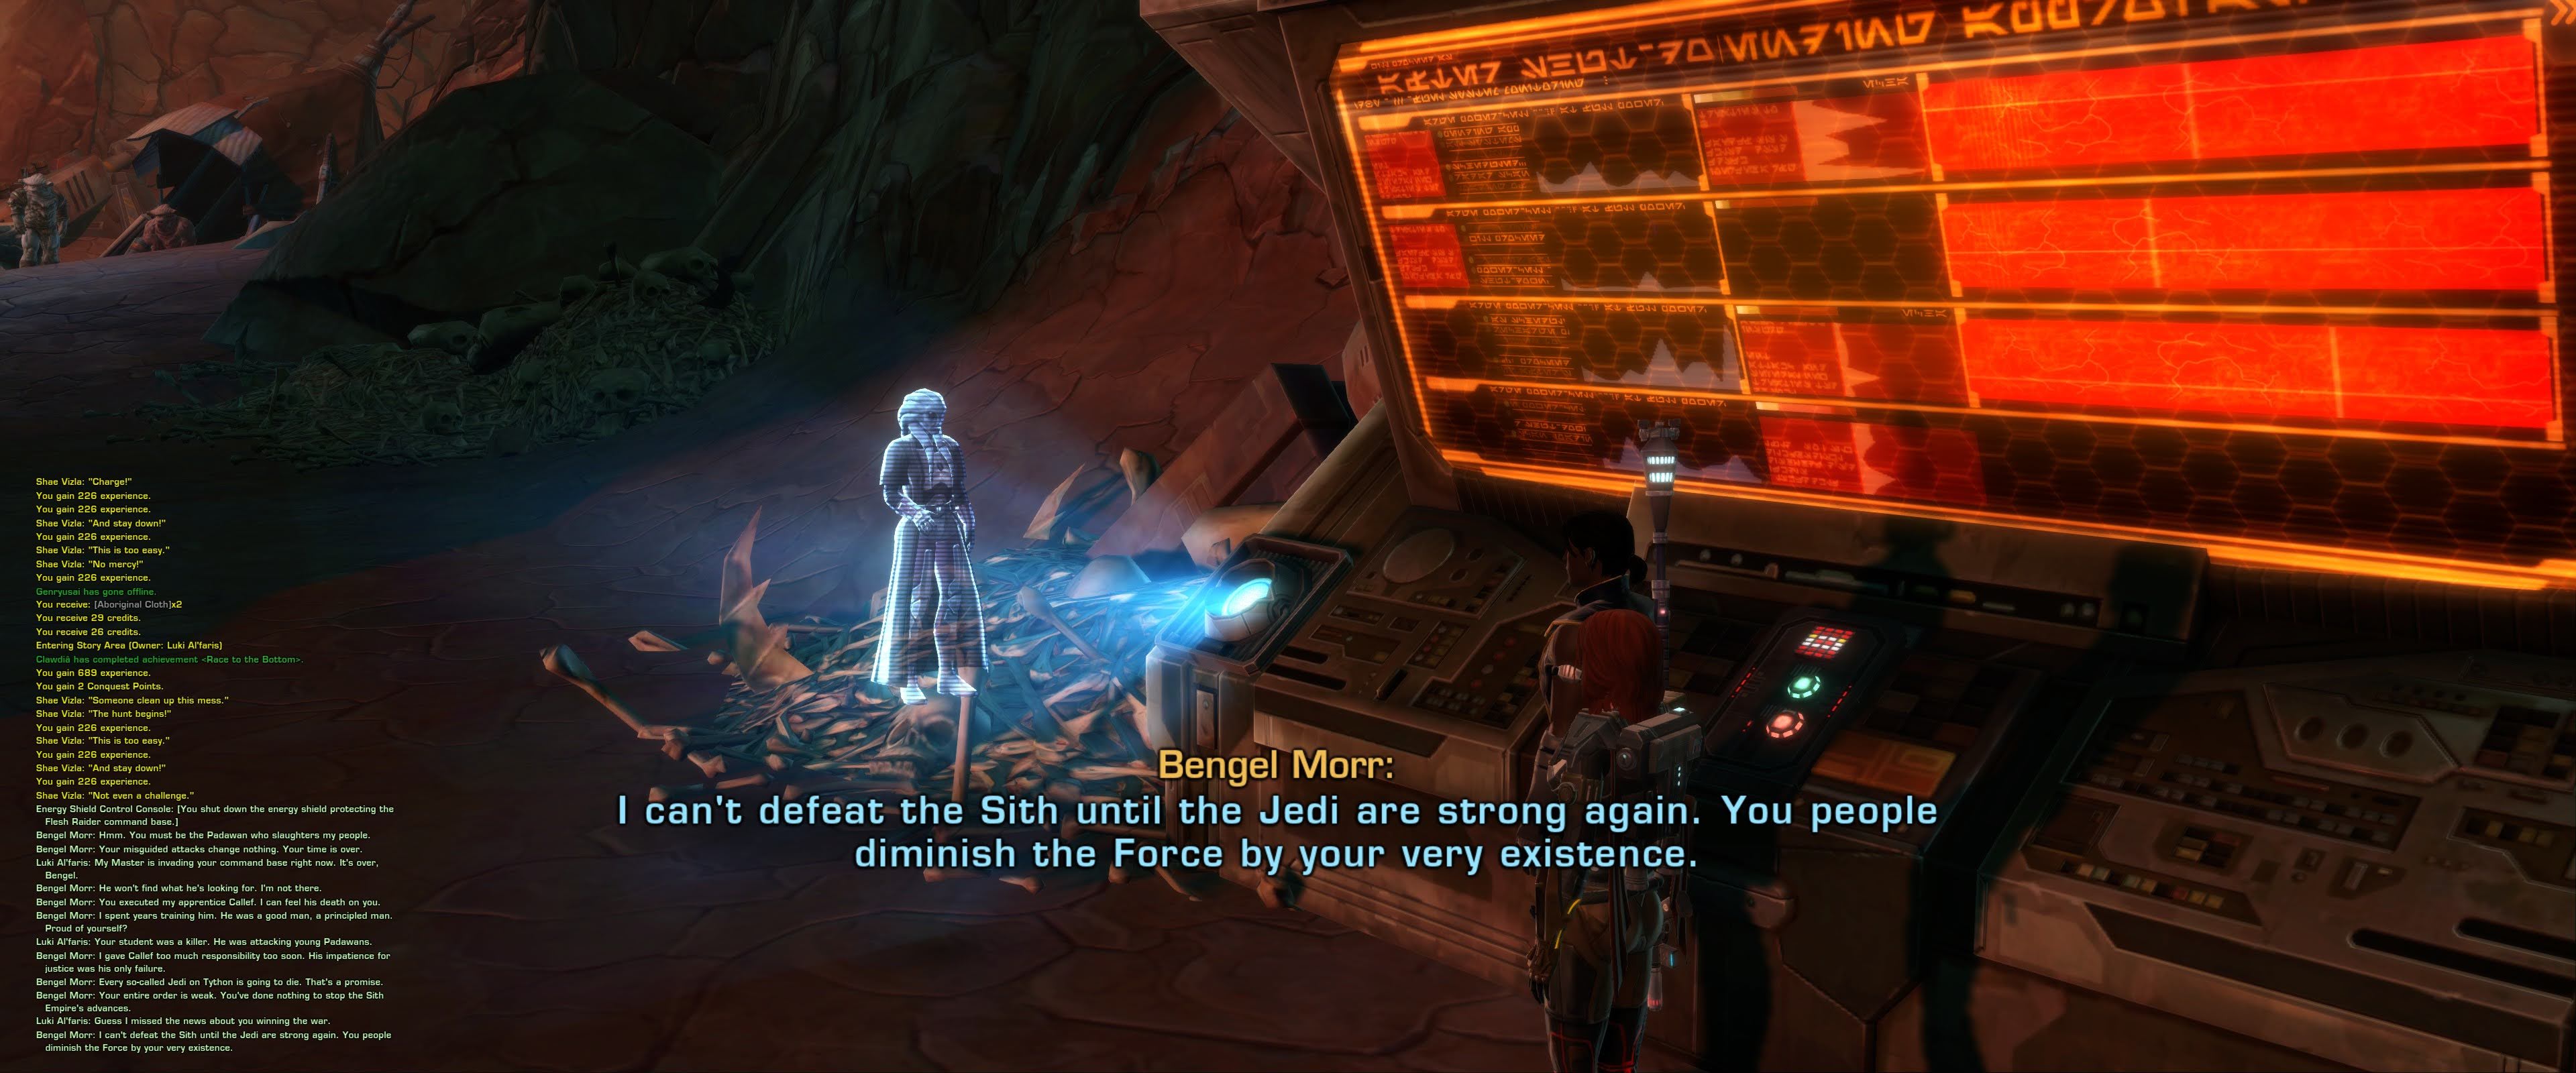 Shae Vizla: "Charge!"
You gain 226 experience.
You gain 226 experience.
Shae Vizla: "And stay down!"
You gain 226 experience.
Shae Vizla: "This is too easy."
Shae Vizla: "No mercy!"
You gain 226 experience.
Genryusai has gone offline.
You receive: [Aboriginal Cloth]x2
You receive 29 credits.
You receive 26 credits.
Entering Story Area (Owner: Luki Al'faris)
Clawdiâ has completed achievement <Race to the Bottom>.
You gain 689 experience.
You gain 2 Conquest Points.
Shae Vizla: "Someone clean up this mess."
Shae Vizla: "The hunt begins!"
You gain 226 experience.
Shae Vizla: "This is too easy."
You gain 226 experience.
Shae Vizla: "And stay down!"
You gain 226 experience.
Shae Vizla: "Not even a challenge."
Energy Shield Control Console: [You shut down the energy shield protecting the
Flesh Raider command base.]
Bengel Morr: Hmm. You must be the Padawan who slaughters my people.
Bengel Morr: Your misguided attacks change nothing. Your time is over.
Luki Al'faris: My Master is invading your command base right now. It's over,
Bengel.
Bengel Morr: He won't find what he's looking for. I'm not there.
Bengel Morr: You executed my apprentice Callef. I can feel his death on you.
Bengel Morr: I spent years training him. He was a good man, a principled man.
Proud of yourself?
Luki Al'faris: Your student was a killer. He was attacking young Padawans.
Bengel Morr: I gave Callef too much responsibility too soon. His impatience for
justice was his only failure.
Bengel Morr: Every so-called Jedi on Tython is going to die. That's a promise.
Bengel Morr: Your entire order is weak. You've done nothing to stop the Sith
Empire's advances.
Luki Al'faris: Guess I missed the news about you winning the war.
Bengel Morr: I can't defeat the Sith until the Jedi are strong again. You people
diminish the Force by your very existence.
Bengel Morr:
I can't defeat the Sith until the Jedi are strong again. You people
diminish the Force by your very existence.